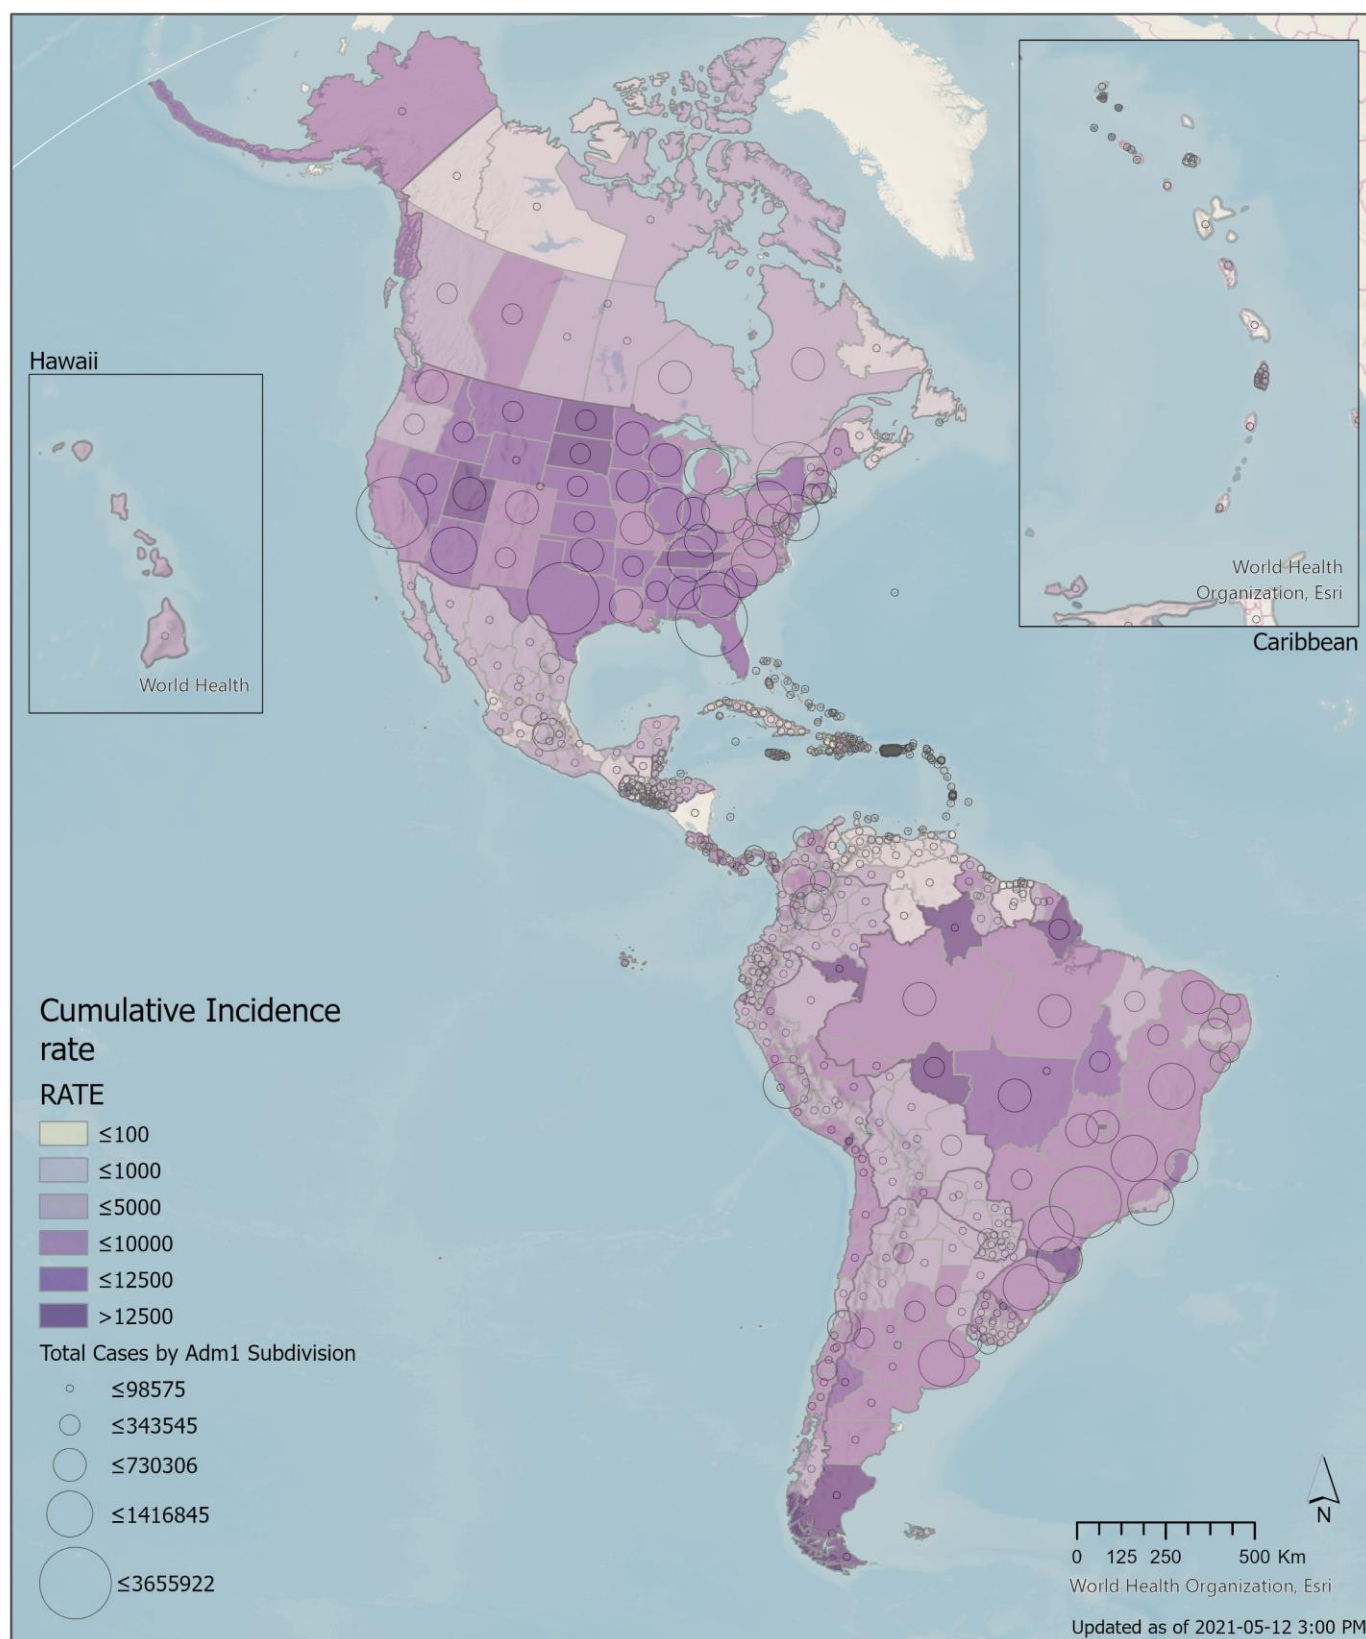 Hawaii
World Health
World Health
Organization, Esri
Caribbean
Cumulative Incidence
rate
RATE
≤100
≤1000
≤5000
≤10000
≤12500
>12500
Total Cases by Adm1 Subdivision
≤98575
≤343545
≤730306
≤1416845
≤3655922
N
0 125 250 500 Km
World Health Organization, Esri
Updated as of 2021-05-12 3:00 PM